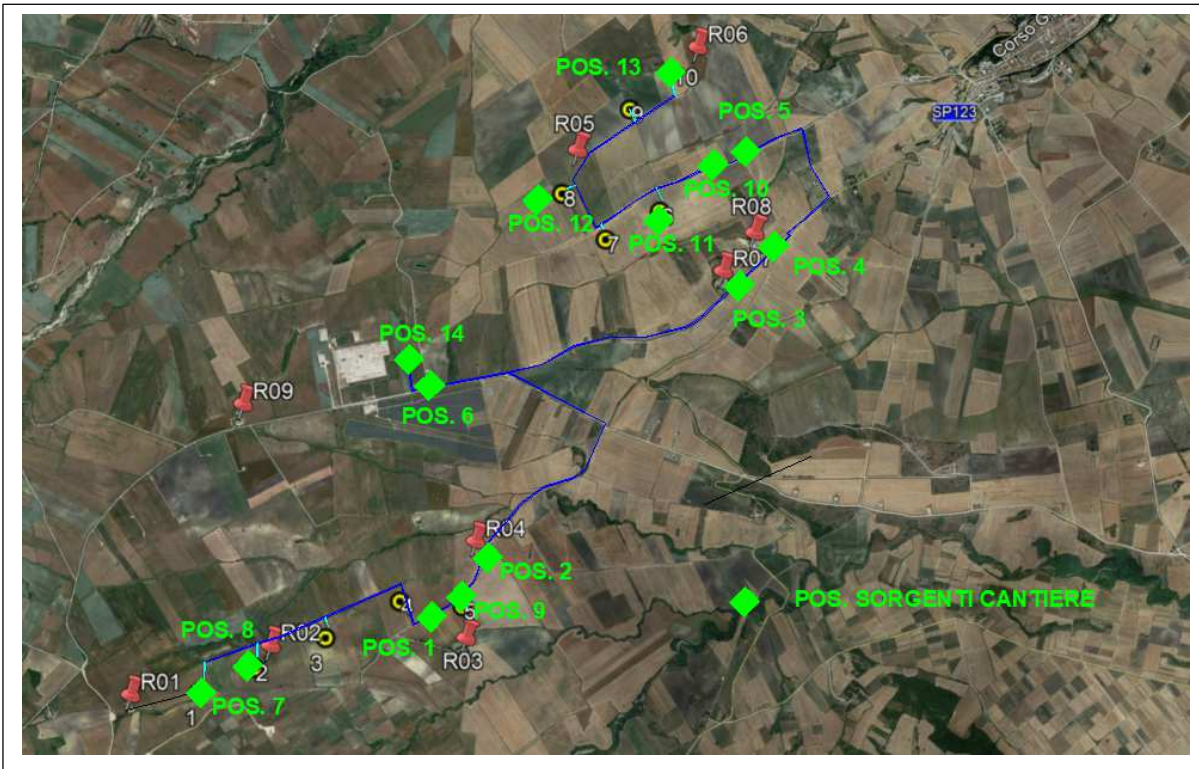 R06
Corso G
POS. 13
10
POS. 5
9
SP123
R05
POS. 10
8
R08
POS. 12
6
POS. 11
7
POS. 4
R07
POS. 3
POS. 14
R09
POS. 6
R04
POS. 2
4
POS. 9
POS. SORGENTI CANTIERE
5
POS. 1
POS. 8
R02
R03
3
2
R01
POS. 7
1